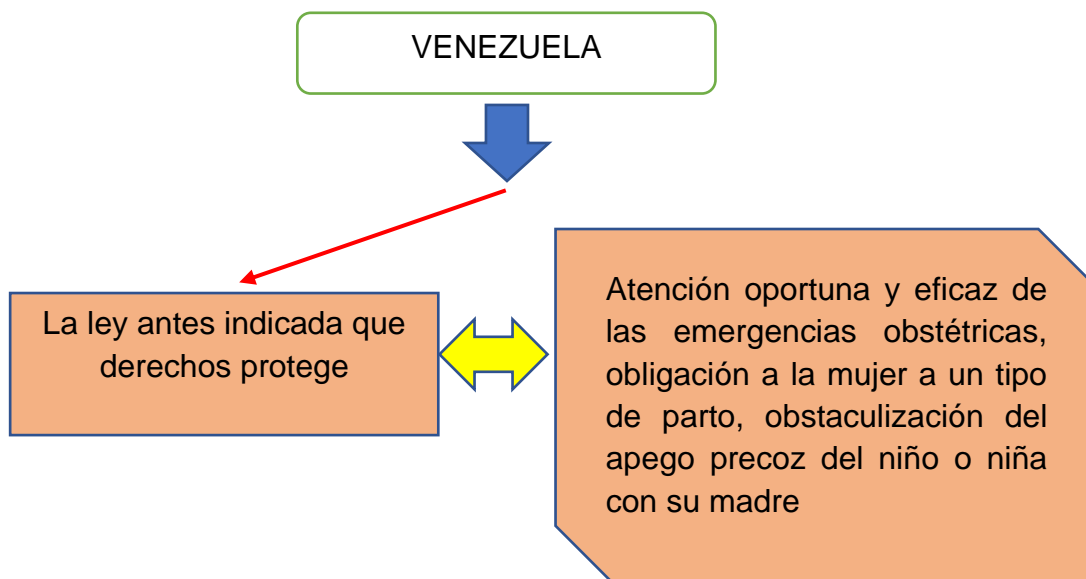 VENEZUELA
La ley antes indicada que
derechos protege
Atención oportuna y eficaz de
las emergencias obstétricas,
obligación a la mujer a un tipo
de parto, obstaculización del
apego precoz del niño o niña
con su madre